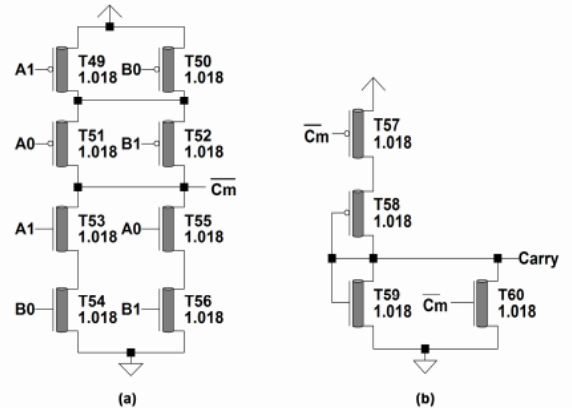 A1 T49 1.018 B0 T50 1.018
A0 T51 1.018 B1 T52 1.018
Cm
A1 T53 1.018 A0 T55 1.018
B0 T54 1.018 B1 T56 1.018
(a)
Cm T57 1.018
T58 1.018
Carry
T59 1.018 Cm T60 1.018
(b)